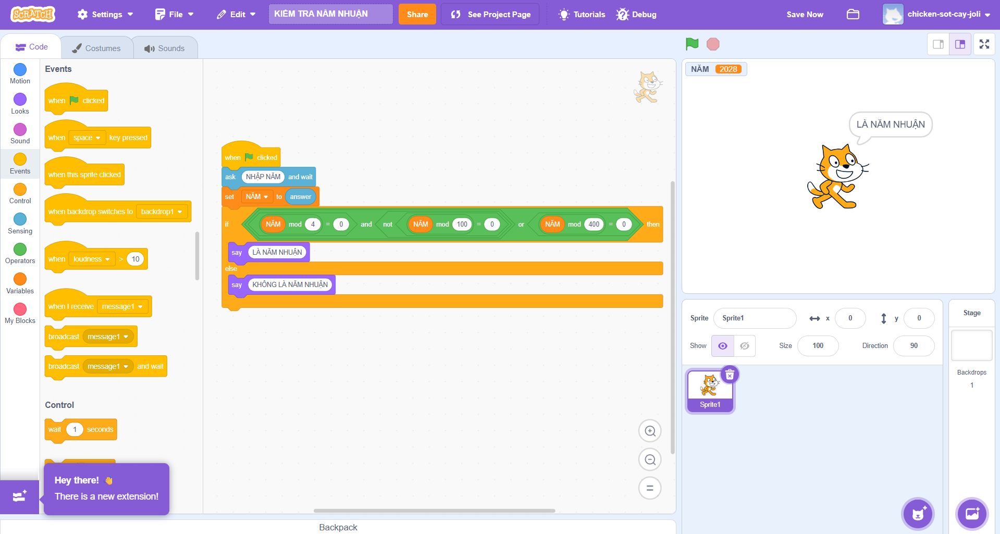 SCRATCH
Settings
File
Edit
KIỂM TRA NĂM NHUẬN
Share
See Project Page
Tutorials
Debug
Save Now
chicken-sot-cay-joli
Code
Costumes
Sounds
Motion
Looks
Sound
Events
Control
Sensing
Operators
Variables
My Blocks
Events
when clicked
when space key pressed
when this sprite clicked
when backdrop switches to backdrop1
when loudness > 10
when I receive message1
broadcast message1
broadcast message1 and wait
Control
wait 1 seconds
Hey there! 👋
There is a new extension!
when clicked
ask NHẬP NĂM and wait
set NĂM to answer
if NĂM mod 4 = 0 and not NĂM mod 100 = 0 or NĂM mod 400 = 0 then
say LÀ NĂM NHUẬN
else
say KHÔNG LÀ NĂM NHUẬN
Backpack
NĂM 2028
LÀ NĂM NHUẬN
Sprite Sprite1 x 0 y 0
Show Size 100 Direction 90
Sprite1
Stage
Backdrops
1